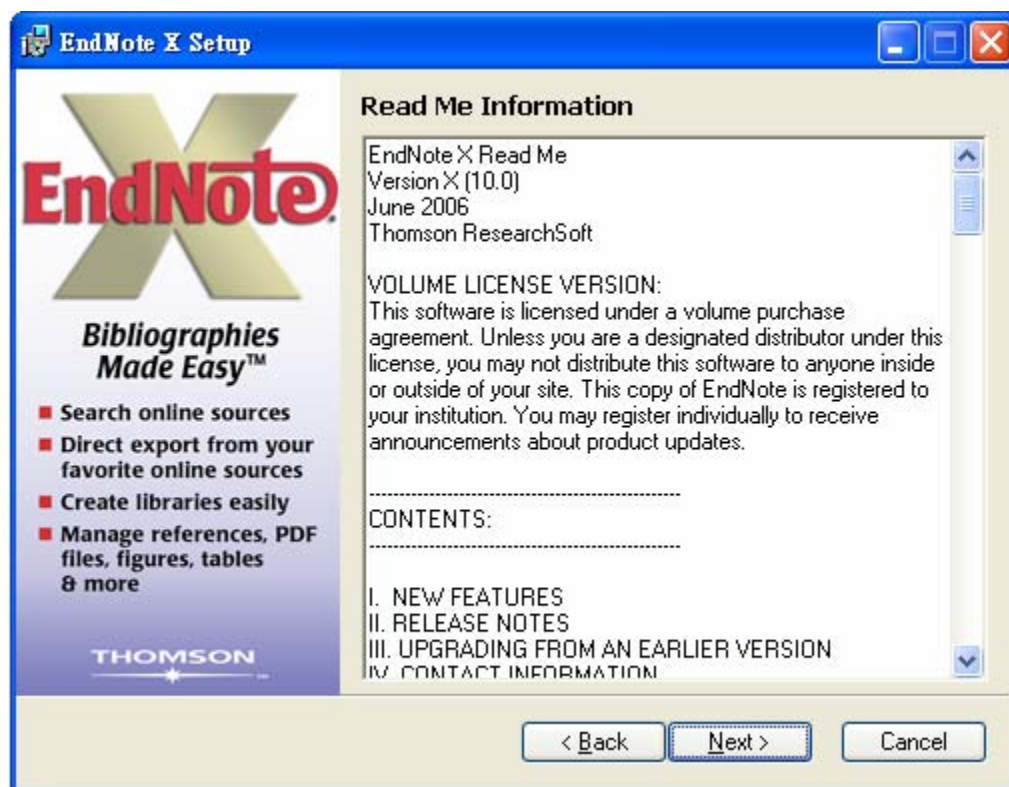 EndNote X Setup
EndNote
Bibliographies
Made Easy™
Search online sources
Direct export from your
favorite online sources
Create libraries easily
Manage references, PDF
files, figures, tables
& more
THOMSON
Read Me Information
EndNote X Read Me
Version X (10.0)
June 2006
Thomson ResearchSoft
VOLUME LICENSE VERSION:
This software is licensed under a volume purchase
agreement. Unless you are a designated distributor under this
license, you may not distribute this software to anyone inside
or outside of your site. This copy of EndNote is registered to
your institution. You may register individually to receive
announcements about product updates.
----------------------------------------------------
CONTENTS:
----------------------------------------------------
I. NEW FEATURES
II. RELEASE NOTES
III. UPGRADING FROM AN EARLIER VERSION
IV. CONTACT INFORMATION
< Back
Next >
Cancel